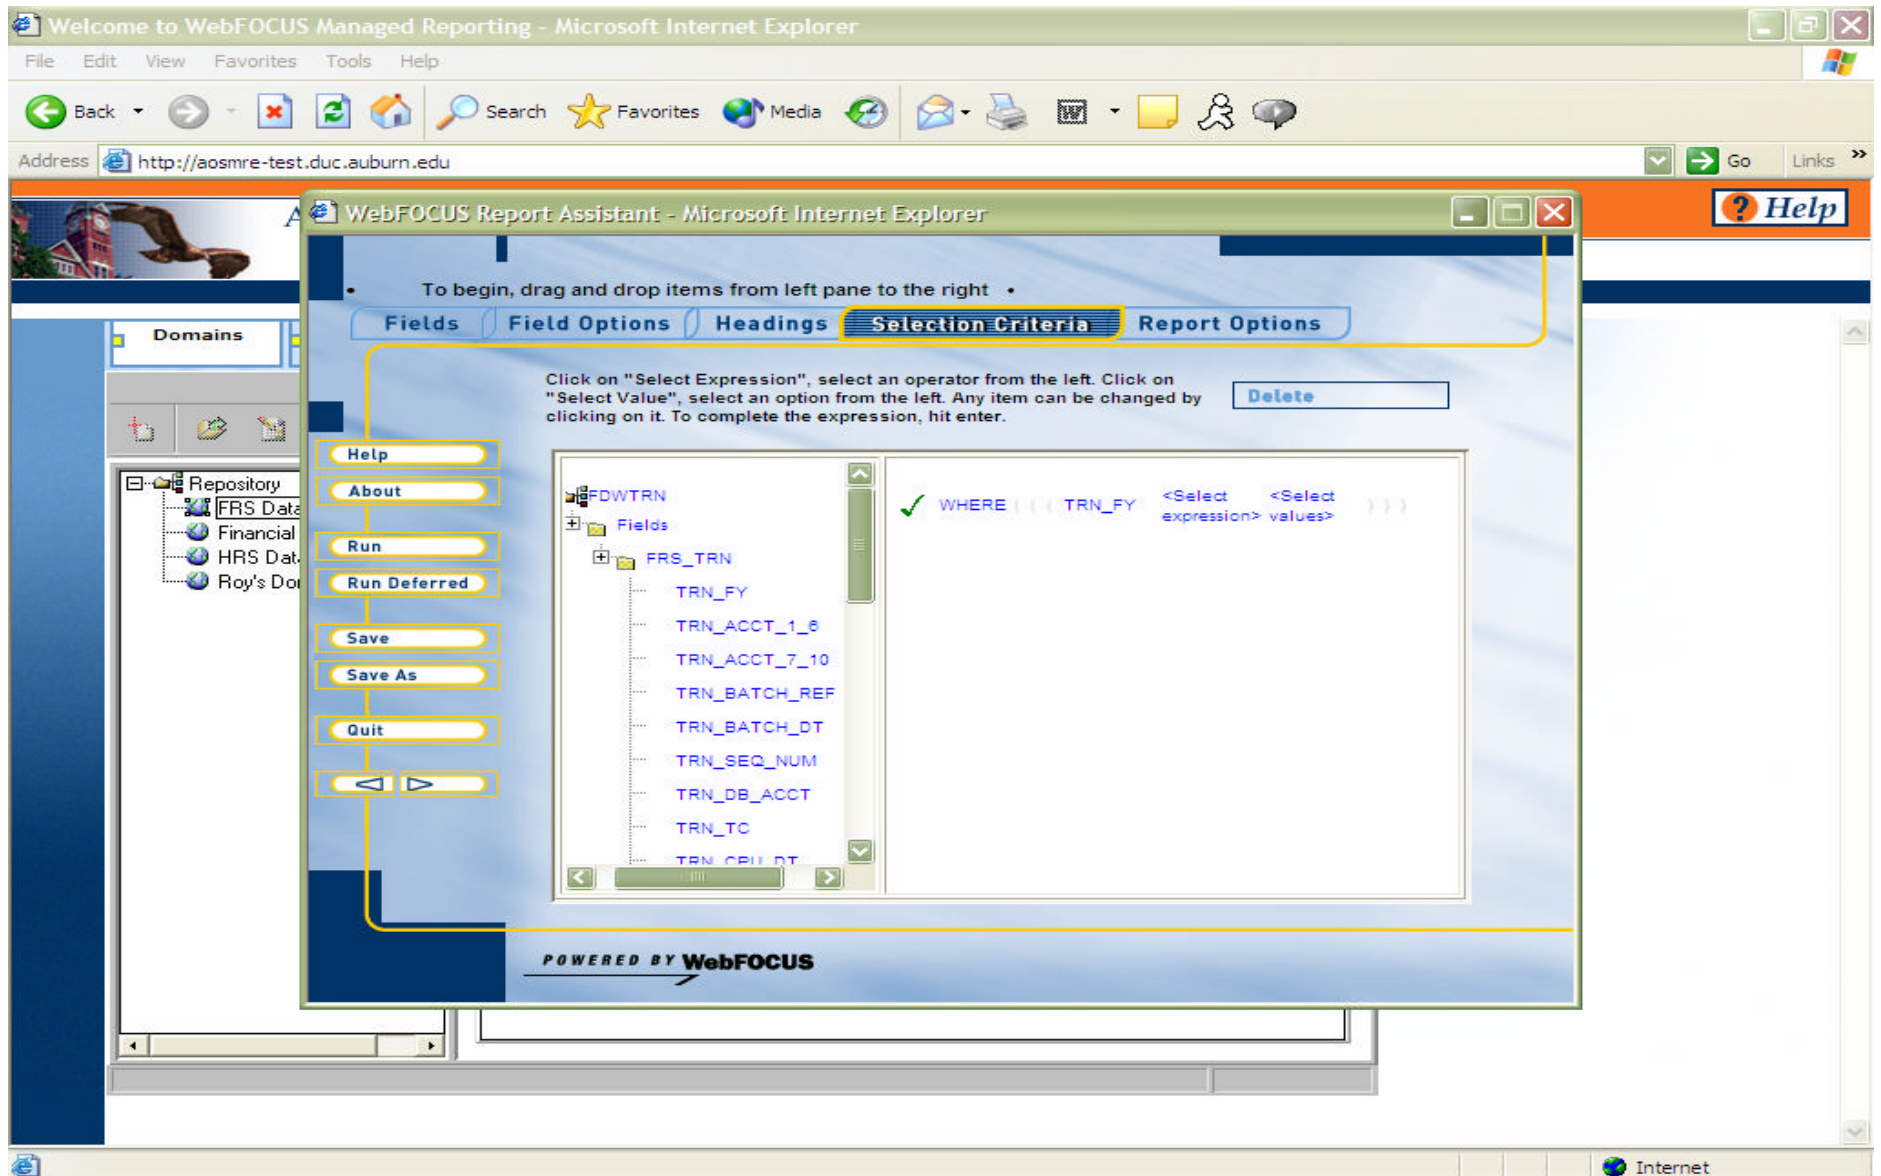 Welcome to WebFOCUS Managed Reporting - Microsoft Internet Explorer
File Edit View Favorites Tools Help
Back Search Favorites Media
Address http://aosmre-test.duc.auburn.edu Go Links »
A
WebFOCUS Report Assistant - Microsoft Internet Explorer
? Help
• To begin, drag and drop items from left pane to the right •
Fields Field Options Headings Selection Criteria Report Options
Domains
Click on "Select Expression", select an operator from the left. Click on
"Select Value", select an option from the left. Any item can be changed by
clicking on it. To complete the expression, hit enter.
Delete
Repository
FRS Data
Financial
HRS Dat
Roy's Do
Help
About
Run
Run Deferred
Save
Save As
Quit
FDWTRN
Fields
FRS_TRN
TRN_FY
TRN_ACCT_1_6
TRN_ACCT_7_10
TRN_BATCH_REF
TRN_BATCH_DT
TRN_SEQ_NUM
TRN_DB_ACCT
TRN_TC
TRN_CPU_DT
WHERE ( ( ( TRN_FY <Select expression> <Select values> ) ) )
POWERED BY WebFOCUS
Internet